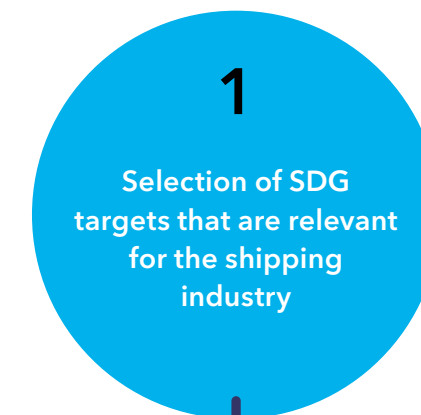 1
Selection of SDG
targets that are relevant
for the shipping
industry